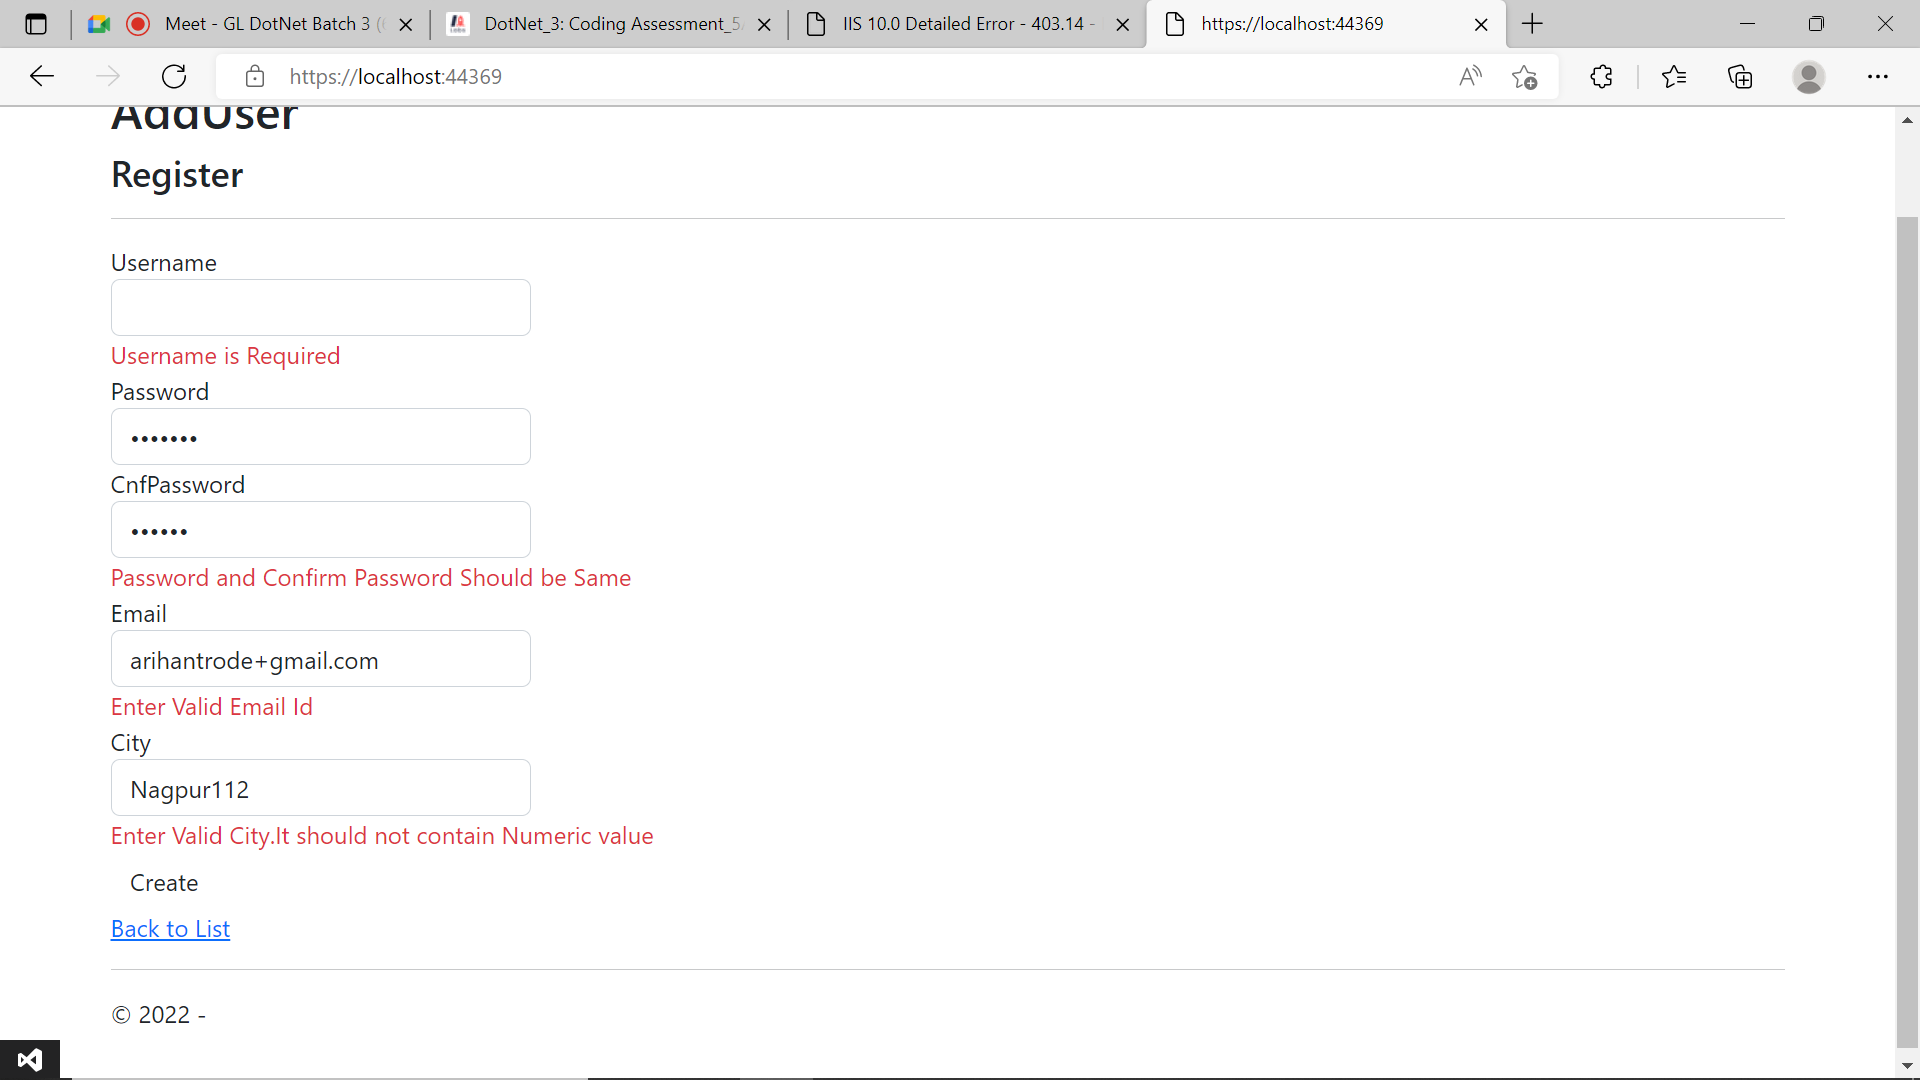 Meet - GL DotNet Batch 3
DotNet_3: Coding Assessment_5
IIS 10.0 Detailed Error - 403.14 -
https://localhost:44369
https://localhost:44369
AddUser
Register
Username
Username is Required
Password
•••••••
CnfPassword
••••••
Password and Confirm Password Should be Same
Email
arihantrode+gmail.com
Enter Valid Email Id
City
Nagpur112
Enter Valid City.It should not contain Numeric value
Create
Back to List
© 2022 -